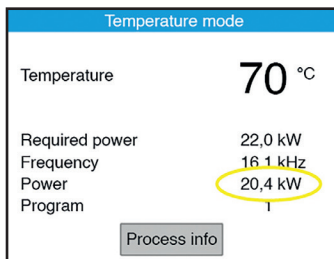 Temperature mode
Temperature 70 °C
Required power 22,0 kW
Frequency 16,1 kHz
Power 20,4 kW
Program 1
Process info